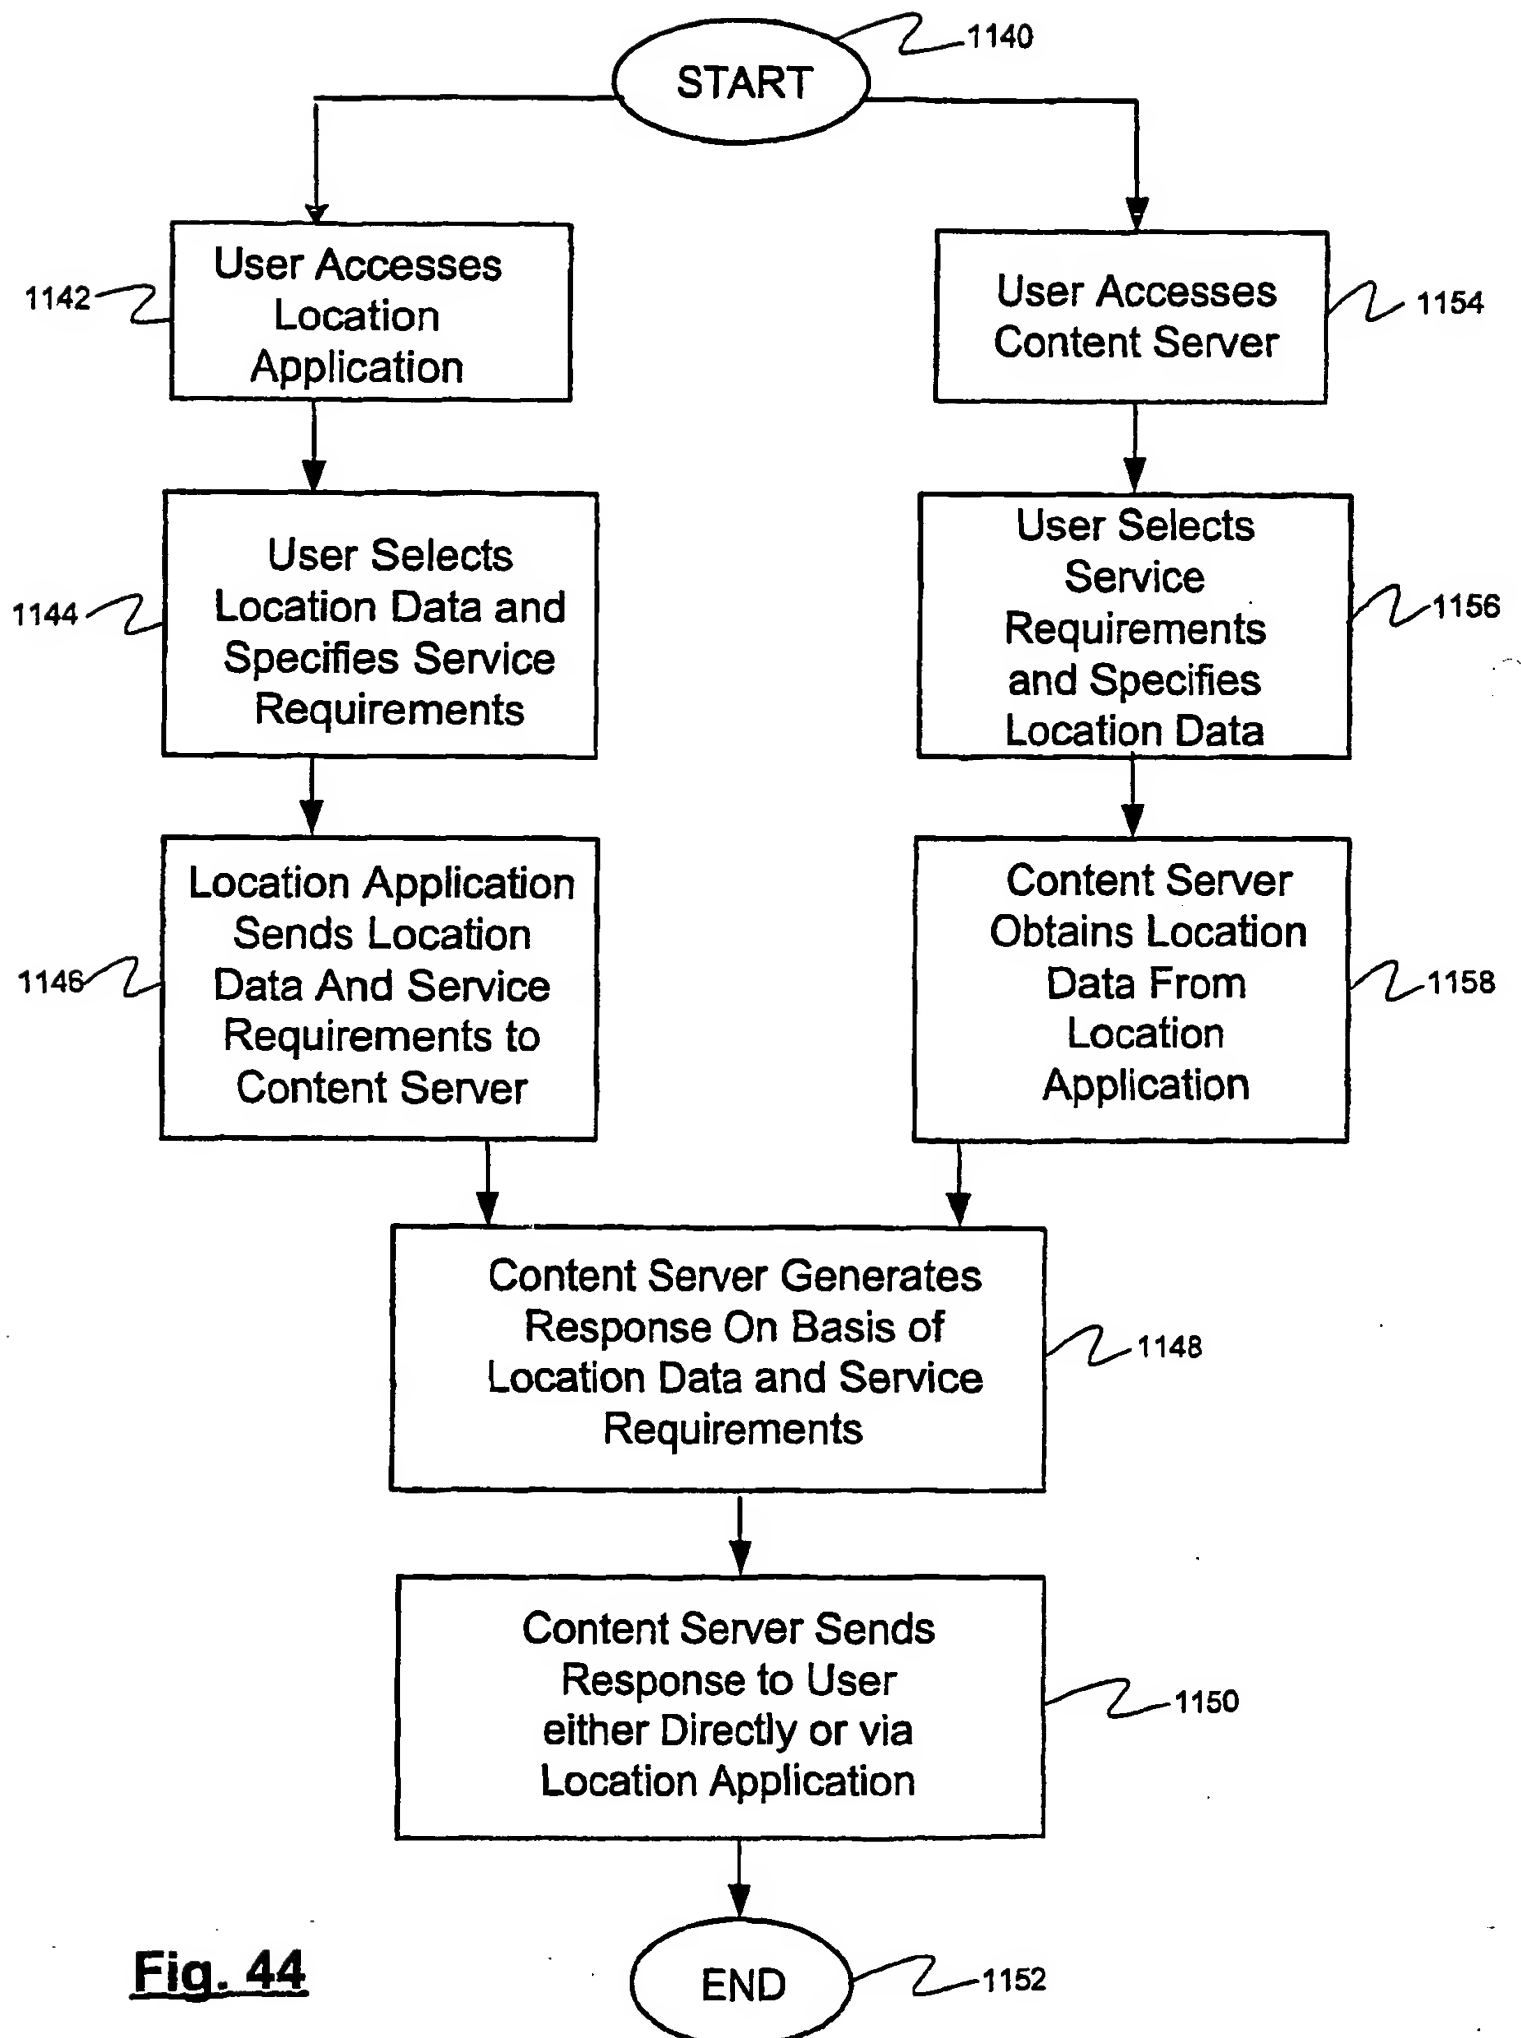 1140
START
1142
User Accesses
Location
Application
User Accesses
Content Server
1154
1144
User Selects
Location Data and
Specifies Service
Requirements
User Selects
Service
Requirements
and Specifies
Location Data
1156
1146
Location Application
Sends Location
Data And Service
Requirements to
Content Server
Content Server
Obtains Location
Data From
Location
Application
1158
Content Server Generates
Response On Basis of
Location Data and Service
Requirements
1148
Content Server Sends
Response to User
either Directly or via
Location Application
1150
END
1152
Fig. 44